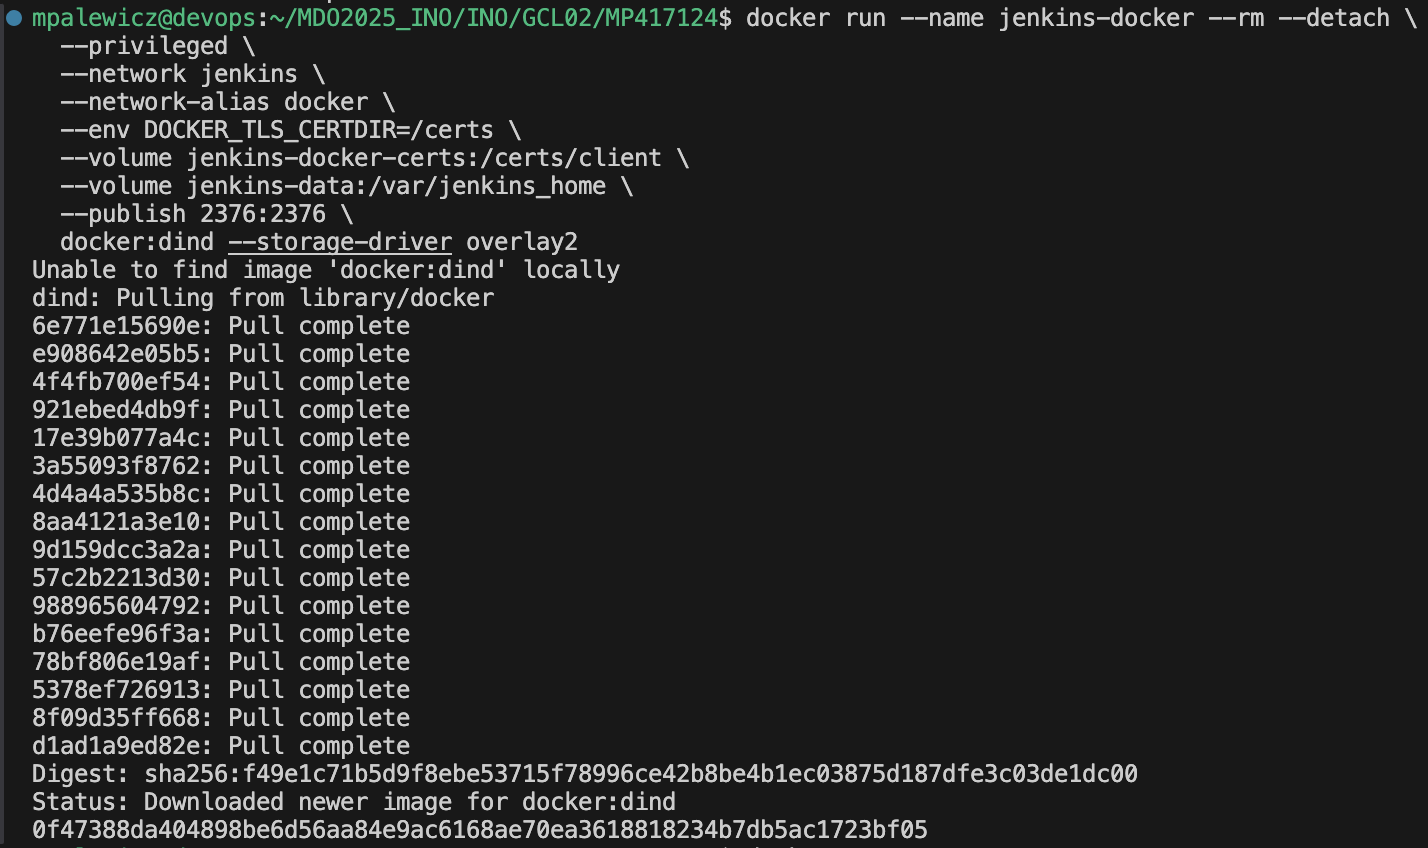 mpalewicz@devops:~/MDO2025_INO/INO/GCL02/MP417124$ docker run --name jenkins-docker --rm --detach \
--privileged \
--network jenkins \
--network-alias docker \
--env DOCKER_TLS_CERTDIR=/certs \
--volume jenkins-docker-certs:/certs/client \
--volume jenkins-data:/var/jenkins_home \
--publish 2376:2376 \
docker:dind --storage-driver overlay2
Unable to find image 'docker:dind' locally
dind: Pulling from library/docker
6e771e15690e: Pull complete
e908642e05b5: Pull complete
4f4fb700ef54: Pull complete
921ebed4db9f: Pull complete
17e39b077a4c: Pull complete
3a55093f8762: Pull complete
4d4a4a535b8c: Pull complete
8aa4121a3e10: Pull complete
9d159dcc3a2a: Pull complete
57c2b2213d30: Pull complete
988965604792: Pull complete
b76eefe96f3a: Pull complete
78bf806e19af: Pull complete
5378ef726913: Pull complete
8f09d35ff668: Pull complete
d1ad1a9ed82e: Pull complete
Digest: sha256:f49e1c71b5d9f8ebe53715f78996ce42b8be4b1ec03875d187dfe3c03de1dc00
Status: Downloaded newer image for docker:dind
0f47388da404898be6d56aa84e9ac6168ae70ea3618818234b7db5ac1723bf05